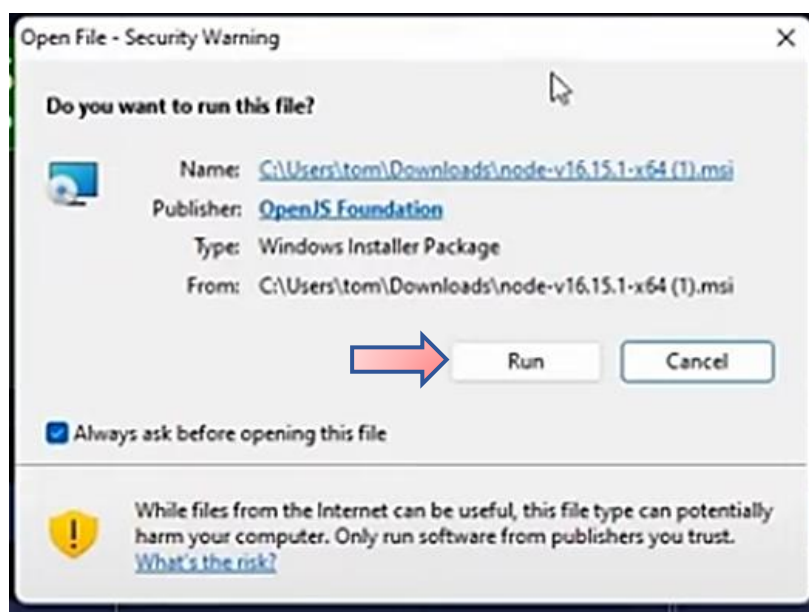 Open File - Security Warning
Do you want to run this file?
Name: C:\Users\tom\Downloads\node-v16.15.1-x64 (1).msi
Publisher: OpenJS Foundation
Type: Windows Installer Package
From: C:\Users\tom\Downloads\node-v16.15.1-x64 (1).msi
Run Cancel
Always ask before opening this file
While files from the Internet can be useful, this file type can potentially
harm your computer. Only run software from publishers you trust.
What's the risk?